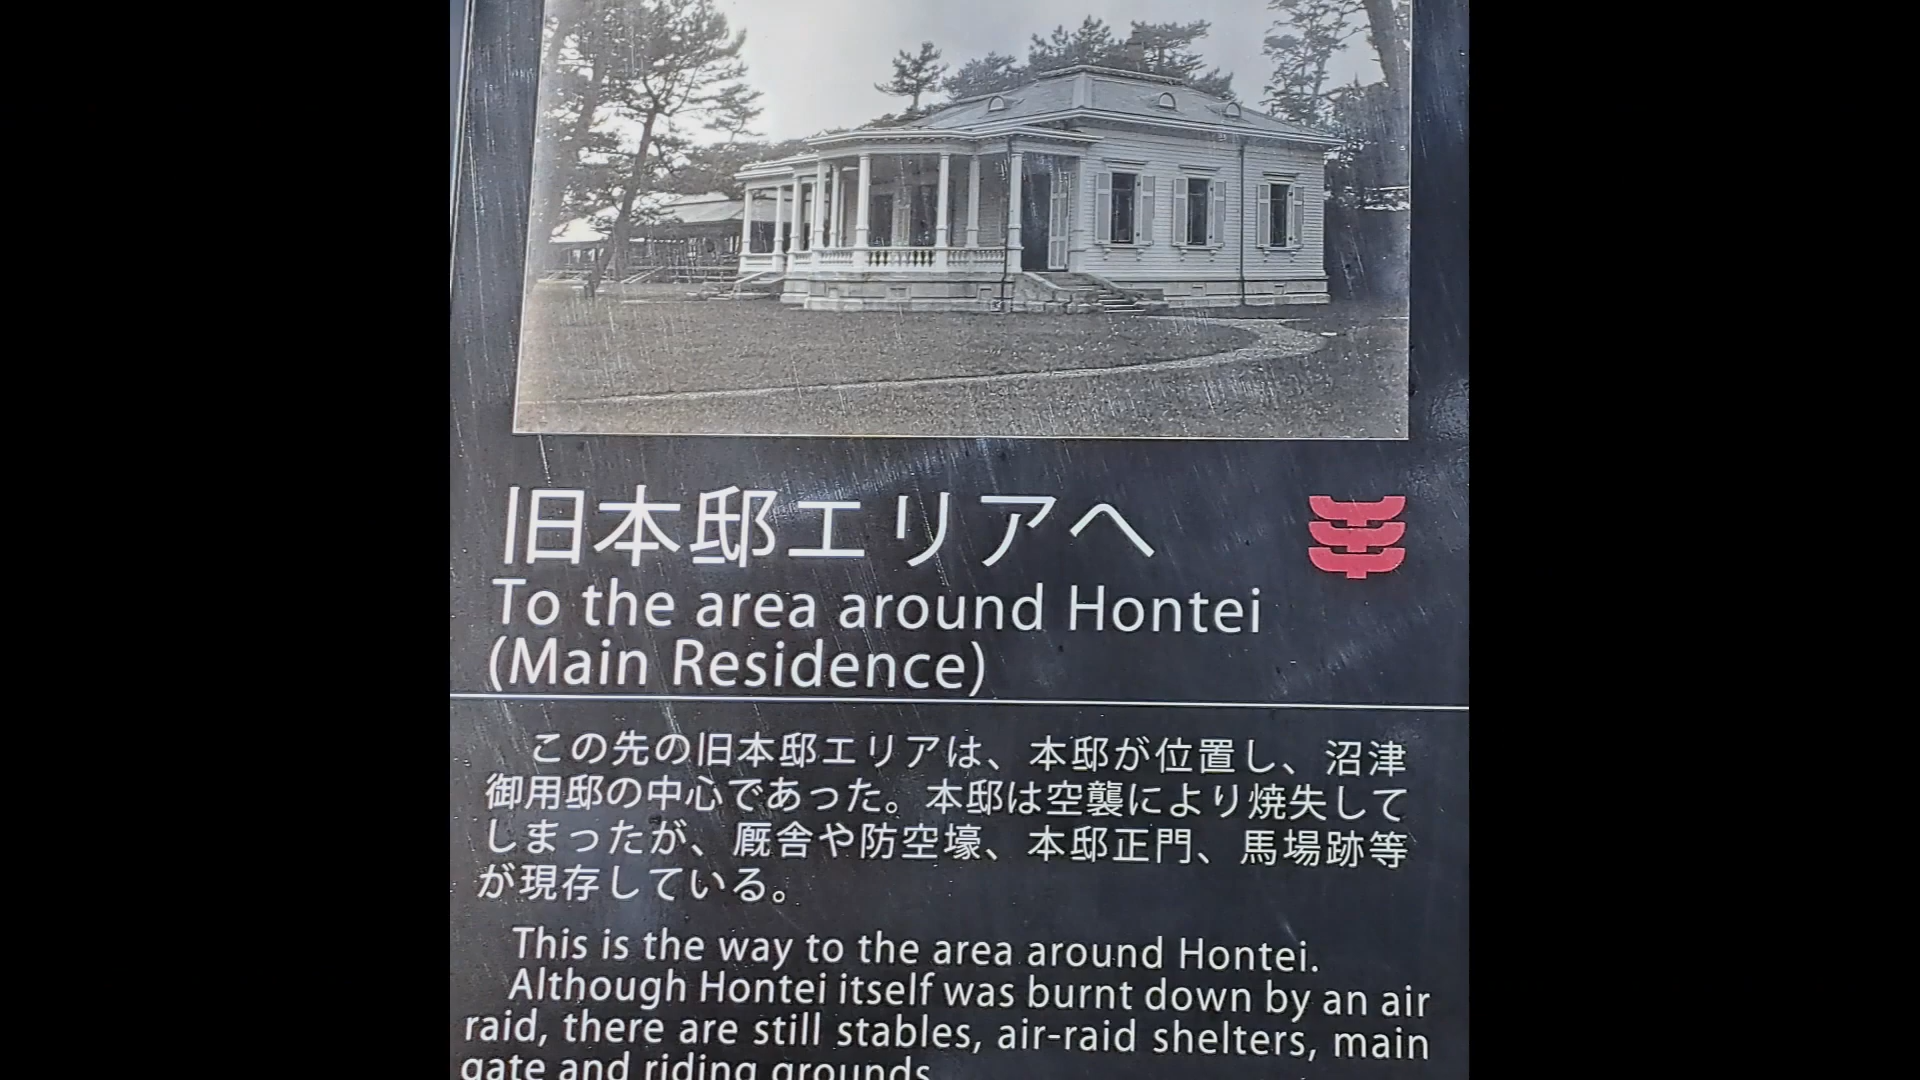 旧本邸エリアへ
To the area around Hontei
(Main Residence)
この先の旧本邸エリアは、本邸が位置し、沼津
御用邸の中心であった。本邸は空襲により焼失して
しまったが、厩舎や防空壕、本邸正門、馬場跡等
が現存している。
This is the way to the area around Hontei.
Although Hontei itself was burnt down by an air
raid, there are still stables, air-raid shelters, main
gate and riding grounds.